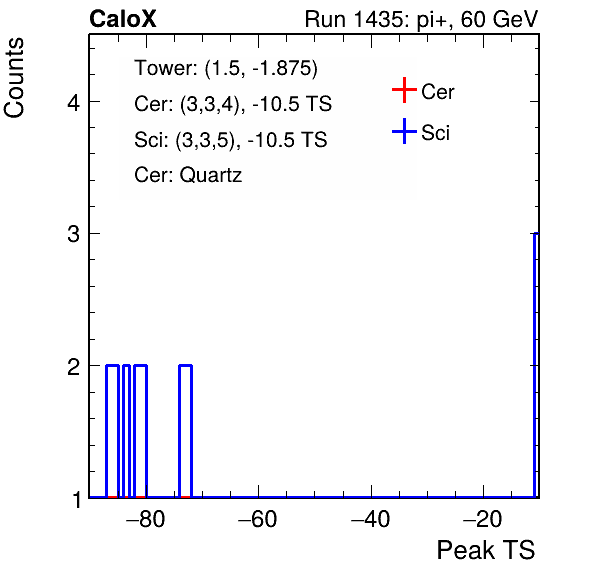 CaloX Run 1435: pi+, 60 GeV
Counts
Tower: (1.5, -1.875)
Cer: (3,3,4), -10.5 TS
Sci: (3,3,5), -10.5 TS
Cer: Quartz
Cer
Sci
4
3
2
1
−80 −60 −40 −20
Peak TS